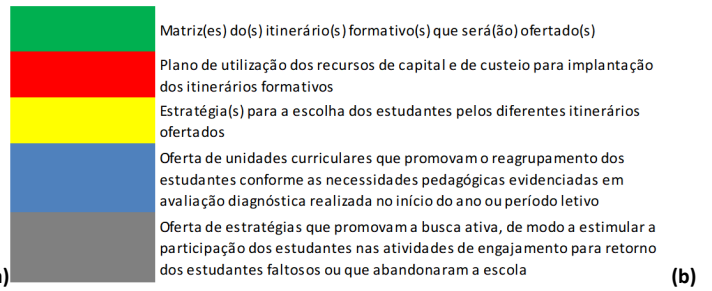 Matriz(es) do(s) itinerário(s) formativo(s) que será(ão) ofertado(s)
Plano de utilização dos recursos de capital e de custeio para implantação
dos itinerários formativos
Estratégia(s) para a escolha dos estudantes pelos diferentes itinerários
ofertados
Oferta de unidades curriculares que promovam o reagrupamento dos
estudantes conforme as necessidades pedagógicas evidenciadas em
avaliação diagnóstica realizada no início do ano ou período letivo
Oferta de estratégias que promovam a busca ativa, de modo a estimular a
participação dos estudantes nas atividades de engajamento para retorno
dos estudantes faltosos ou que abandonaram a escola
(b)